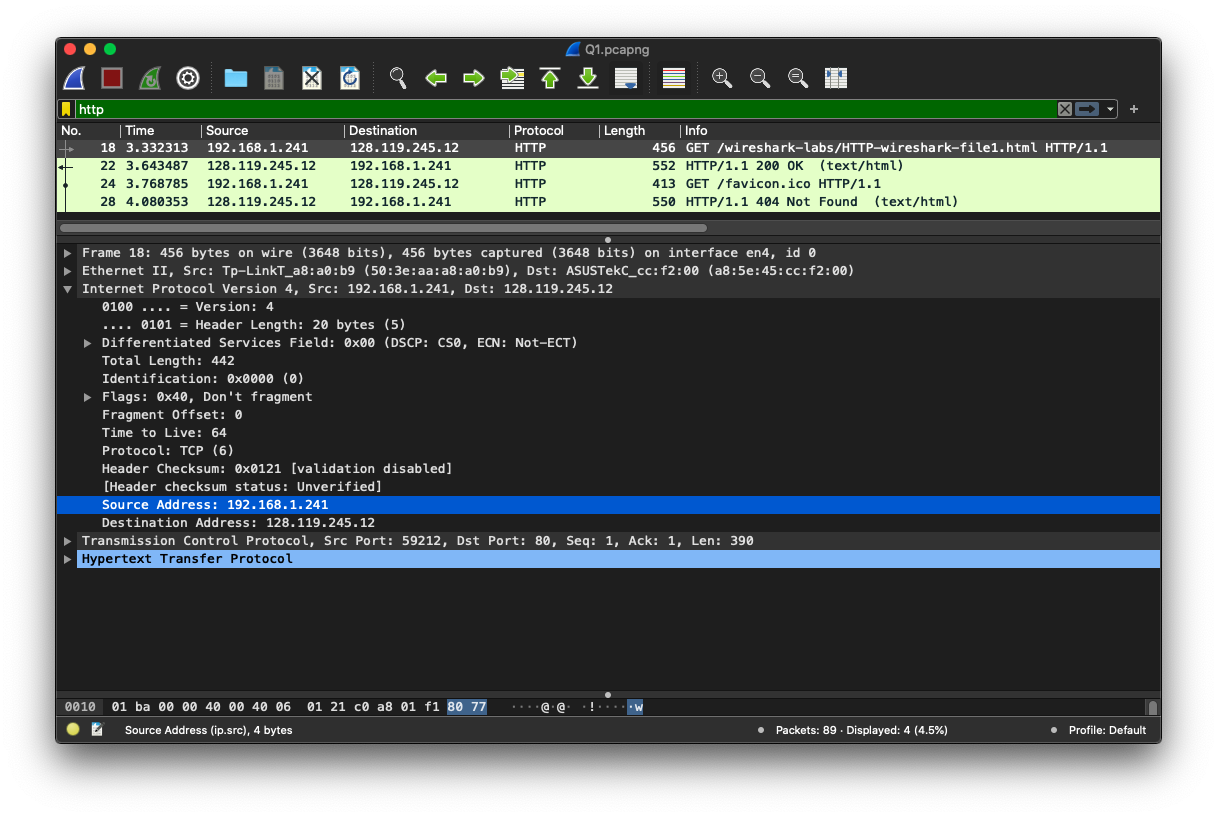 Q1.pcapng
http
No. Time Source Destination Protocol Length Info
18 3.332313 192.168.1.241 128.119.245.12 HTTP 456 GET /wireshark-labs/HTTP-wireshark-file1.html HTTP/1.1
22 3.643487 128.119.245.12 192.168.1.241 HTTP 552 HTTP/1.1 200 OK (text/html)
24 3.768785 192.168.1.241 128.119.245.12 HTTP 413 GET /favicon.ico HTTP/1.1
28 4.080353 128.119.245.12 192.168.1.241 HTTP 550 HTTP/1.1 404 Not Found (text/html)
Frame 18: 456 bytes on wire (3648 bits), 456 bytes captured (3648 bits) on interface en4, id 0
Ethernet II, Src: Tp-LinkT_a8:a0:b9 (50:3e:aa:a8:a0:b9), Dst: ASUSTekC_cc:f2:00 (a8:5e:45:cc:f2:00)
Internet Protocol Version 4, Src: 192.168.1.241, Dst: 128.119.245.12
0100 .... = Version: 4
.... 0101 = Header Length: 20 bytes (5)
Differentiated Services Field: 0x00 (DSCP: CS0, ECN: Not-ECT)
Total Length: 442
Identification: 0x0000 (0)
Flags: 0x40, Don't fragment
Fragment Offset: 0
Time to Live: 64
Protocol: TCP (6)
Header Checksum: 0x0121 [validation disabled]
[Header checksum status: Unverified]
Source Address: 192.168.1.241
Destination Address: 128.119.245.12
Transmission Control Protocol, Src Port: 59212, Dst Port: 80, Seq: 1, Ack: 1, Len: 390
Hypertext Transfer Protocol
0010 01 ba 00 00 40 00 40 06 01 21 c0 a8 01 f1 80 77 ····@·@· ·!·····w
Source Address (ip.src), 4 bytes
Packets: 89 · Displayed: 4 (4.5%)
Profile: Default